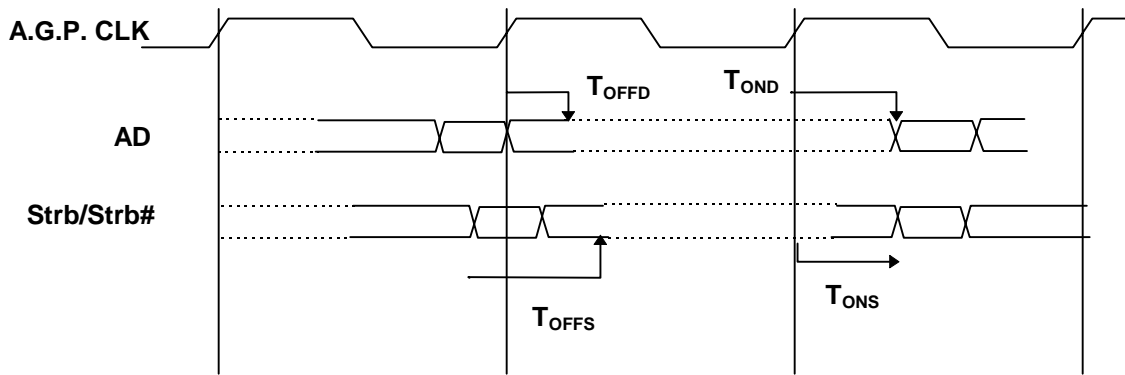 A.G.P. CLK
TOFFD
TOND
AD
Strb/Strb#
TONS
TOFFS